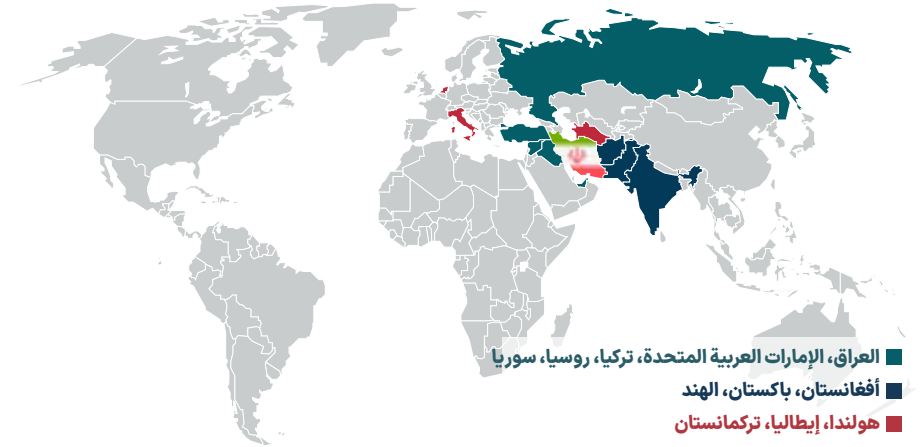 العراق، الإمارات العربية المتحدة، تركيا، روسيا، سوريا
أفغانستان، باكستان، الهند
هولندا، إيطاليا، تركمانستان